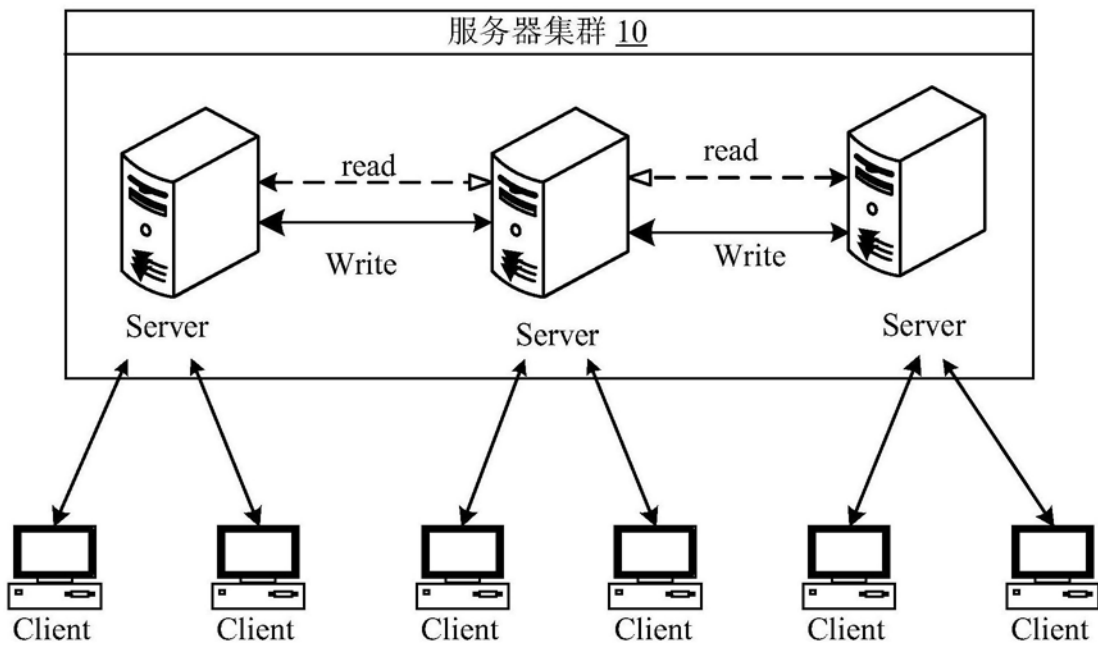 服务器集群 10
read
read
Write
Write
Server
Server
Server
Client
Client
Client
Client
Client
Client